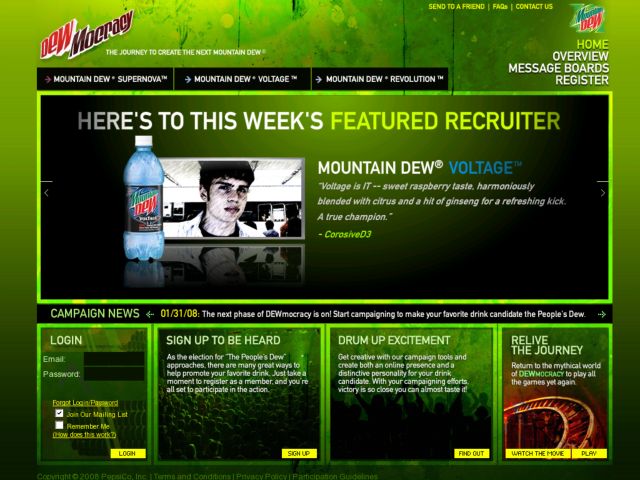 SEND TO A FRIEND | FAQs | CONTACT US
DEWMocracy
THE JOURNEY TO CREATE THE NEXT MOUNTAIN DEW ®
Mountain DEW
HOME
OVERVIEW
MESSAGE BOARDS
REGISTER
MOUNTAIN DEW ® SUPERNOVA™
MOUNTAIN DEW ® VOLTAGE ™
MOUNTAIN DEW ® REVOLUTION ™
HERE'S TO THIS WEEK'S FEATURED RECRUITER
Mountain DEW
VOLTAGE
MOUNTAIN DEW® VOLTAGE™
"Voltage is IT -- sweet raspberry taste, harmoniously
blended with citrus and a hit of ginseng for a refreshing kick.
A true champion."
- CorosiveD3
CAMPAIGN NEWS
01/31/08: The next phase of DEWmocracy is on! Start campaigning to make your favorite drink candidate the People's Dew.
LOGIN
Email:
Password:
Forgot Login/Password
Join Our Mailing List
Remember Me
(How does this work?)
LOGIN
SIGN UP TO BE HEARD
As the election for "The People's Dew"
approaches, there are many great ways to
help promote your favorite drink. Just take a
moment to register as a member, and you're
all set to participate in the action.
SIGN UP
DRUM UP EXCITEMENT
Get creative with our campaign tools and
create both an online presence and a
distinctive personality for your drink
candidate. With your campaigning efforts,
victory is so close you can almost taste it!
FIND OUT
RELIVE
THE JOURNEY
Return to the mythical world
of DEWMOCRACY to play all
the games yet again.
WATCH THE MOVIE
PLAY
Copyright © 2008 PepsiCo, Inc. | Terms and Conditions | Privacy Policy | Participation Guidelines